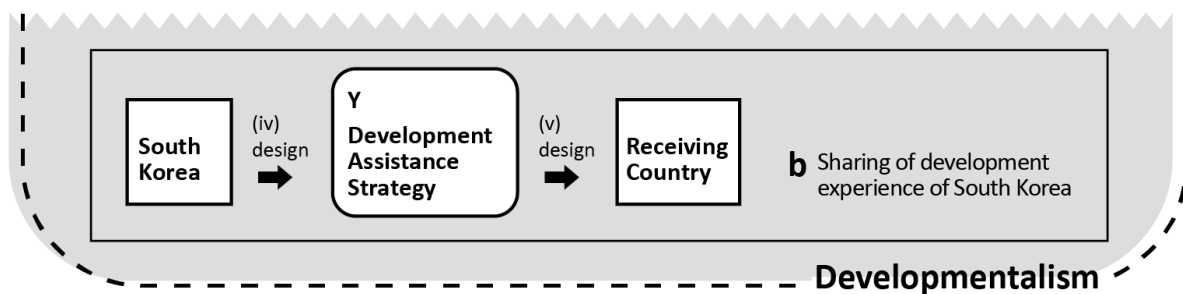 South
Korea
(iv)
design
Y
Development
Assistance
Strategy
(v)
design
Receiving
Country
b Sharing of development
experience of South Korea
Developmentalism